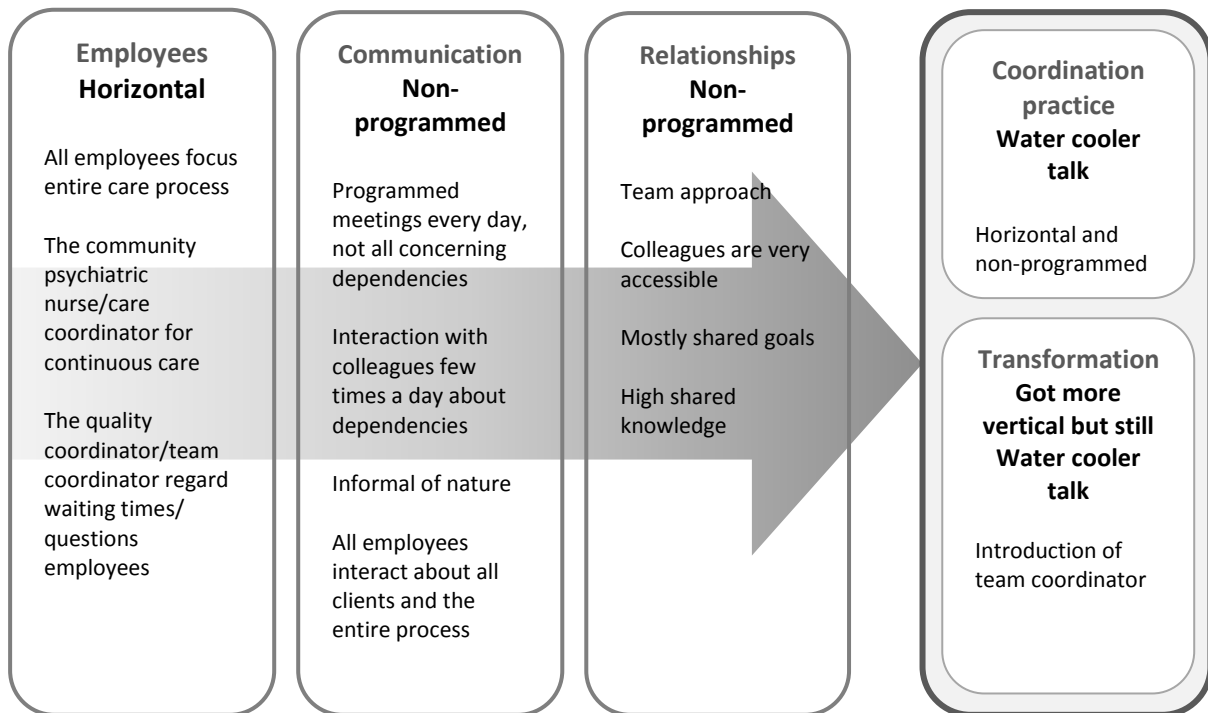 Employees
Horizontal
All employees focus
entire care process
The community
psychiatric
nurse/care
coordinator for
continuous care
The quality
coordinator/team
coordinator regard
waiting times/
questions
employees
Communication
Non-
programmed
Programmed
meetings every day,
not all concerning
dependencies
Interaction with
colleagues few
times a day about
dependencies
Informal of nature
All employees
interact about all
clients and the
entire process
Relationships
Non-
programmed
Team approach
Colleagues are very
accessible
Mostly shared goals
High shared
knowledge
Coordination
practice
Water cooler
talk
Horizontal and
non-programmed
Transformation
Got more
vertical but still
Water cooler
talk
Introduction of
team coordinator